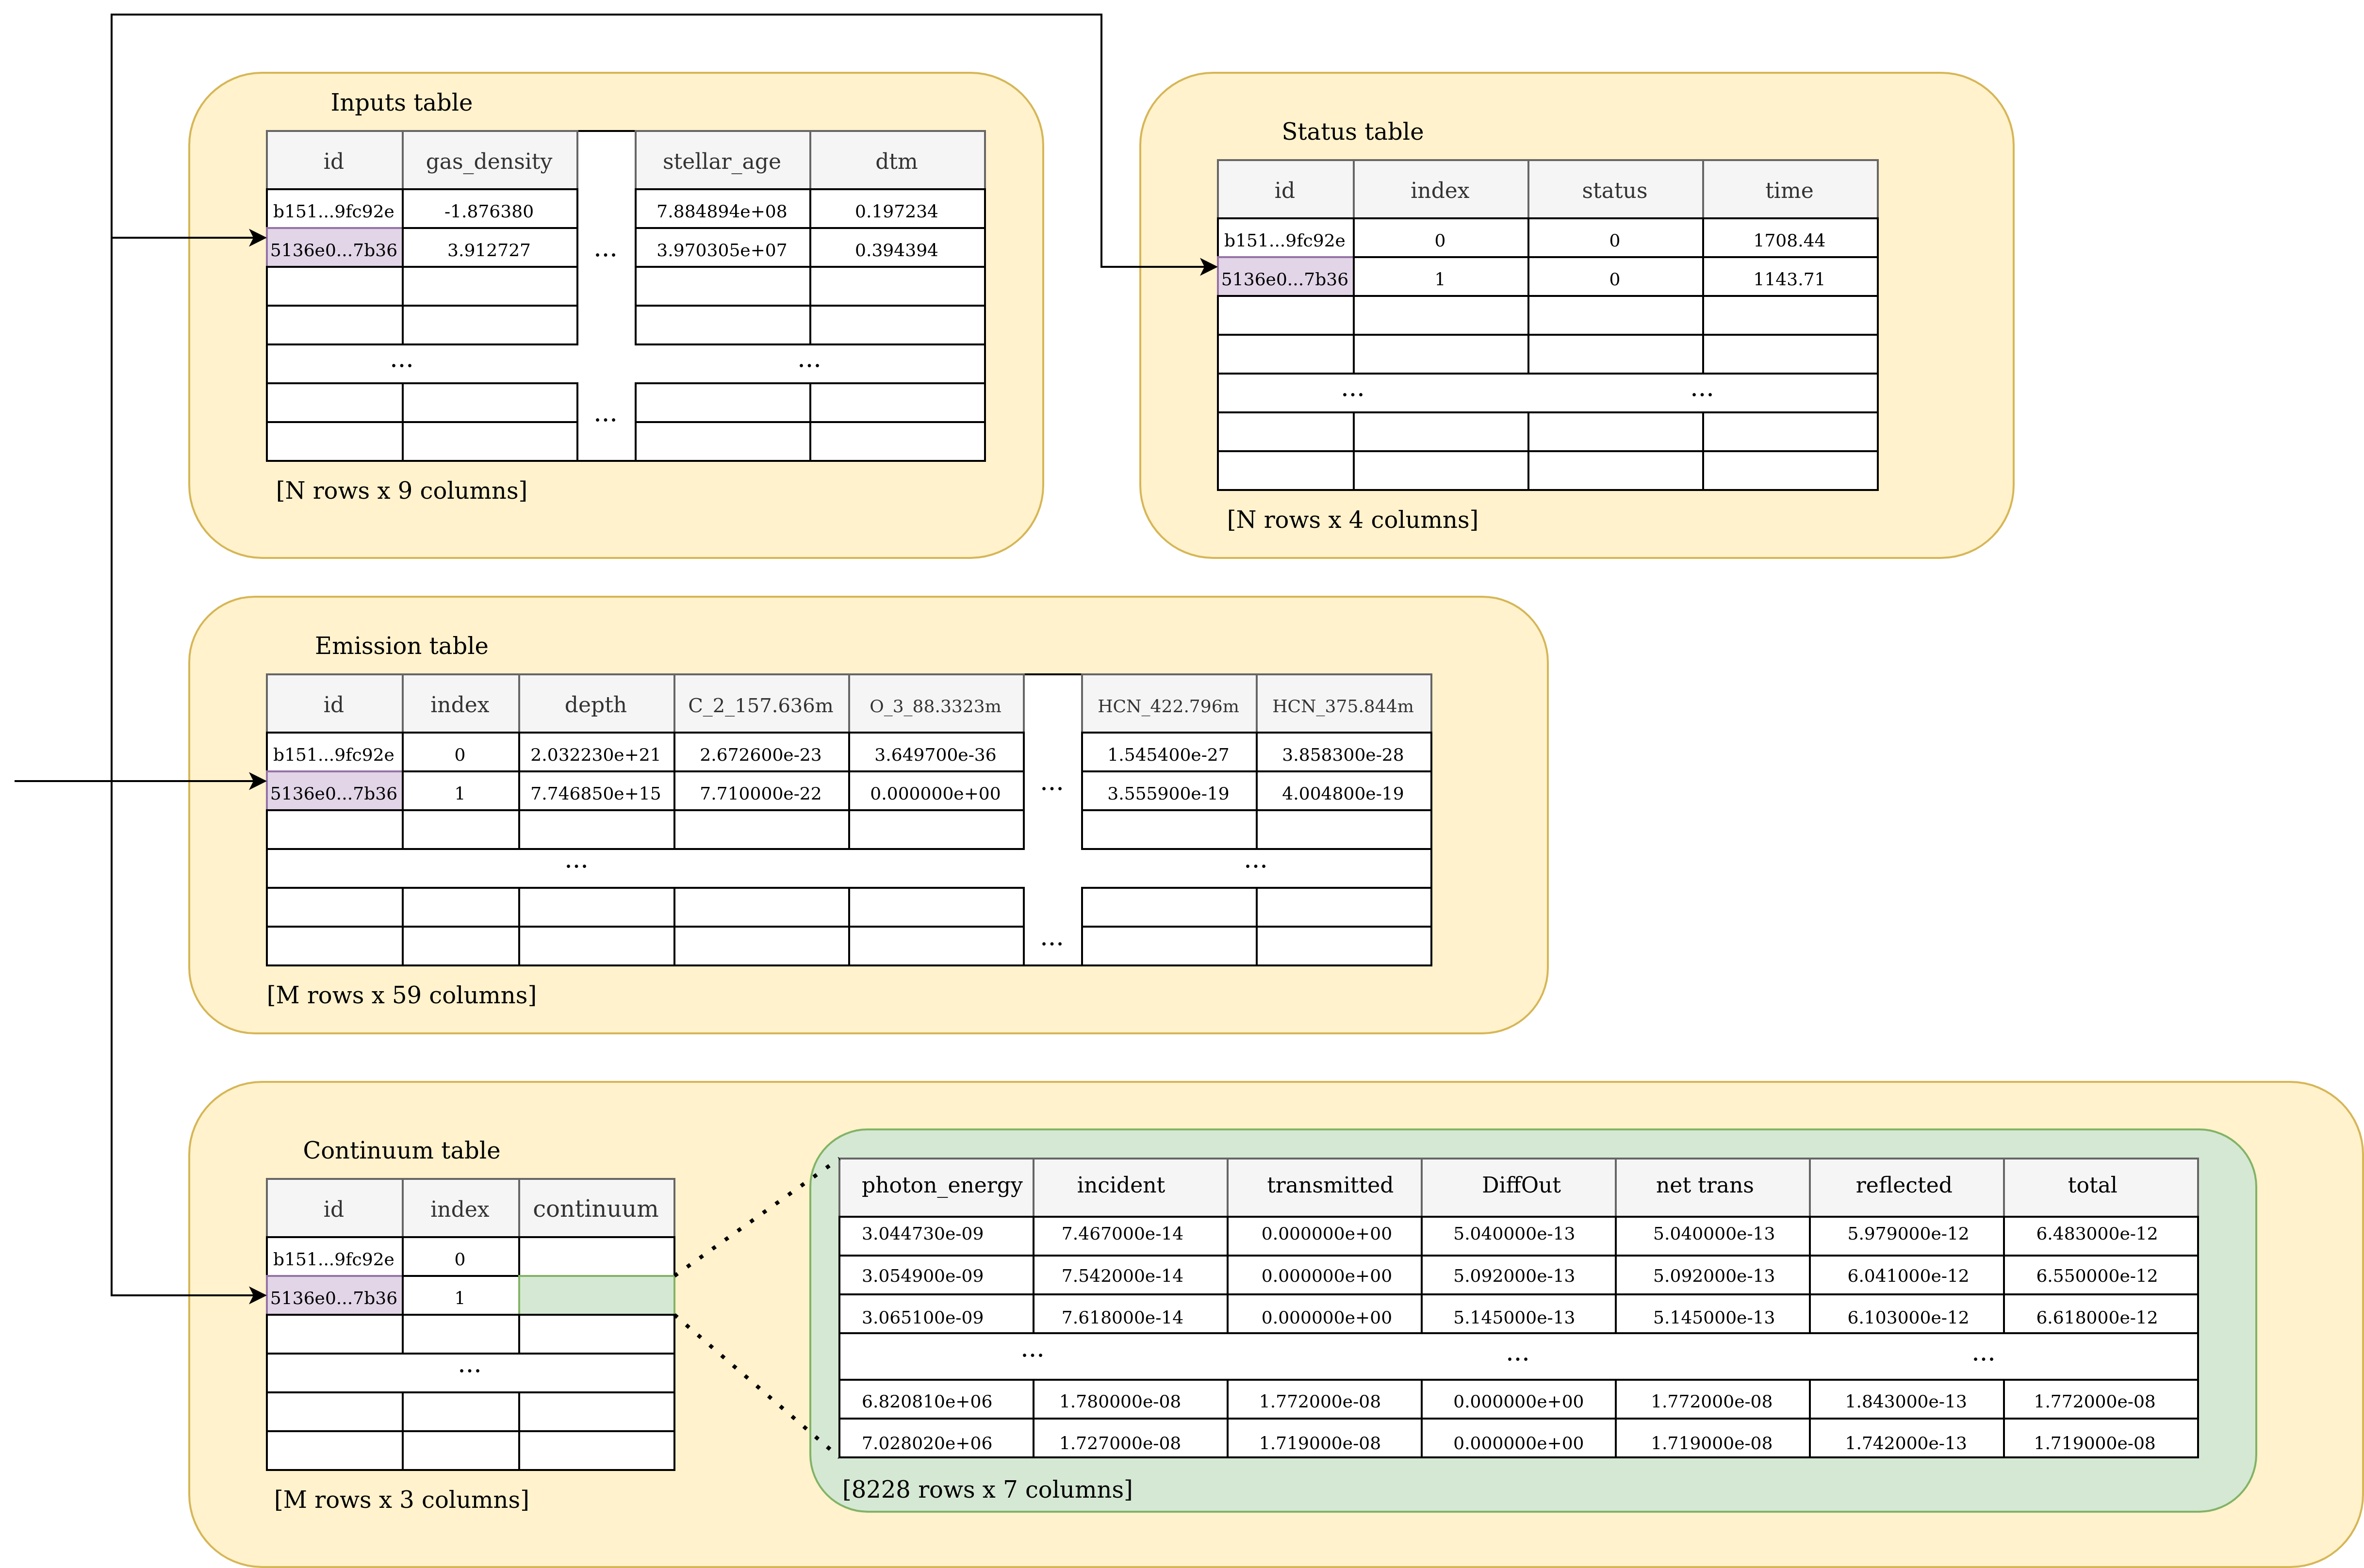 Inputs table
id gas_density stellar_age dtm
b151...9fc92e -1.876380 7.884894e+08 0.197234
5136e0...7b36 3.912727 ... 3.970305e+07 0.394394
... ...
...
[N rows x 9 columns]
Status table
id index status time
b151...9fc92e 0 0 1708.44
5136e0...7b36 1 0 1143.71
... ...
[N rows x 4 columns]
Emission table
id index depth C_2_157.636m O_3_88.3323m HCN_422.796m HCN_375.844m
b151...9fc92e 0 2.032230e+21 2.672600e-23 3.649700e-36 1.545400e-27 3.858300e-28
5136e0...7b36 1 7.746850e+15 7.710000e-22 0.000000e+00 ... 3.555900e-19 4.004800e-19
... ...
...
[M rows x 59 columns]
Continuum table
id index continuum
b151...9fc92e 0
5136e0...7b36 1
...
[M rows x 3 columns]
photon_energy incident transmitted DiffOut net trans reflected total
3.044730e-09 7.467000e-14 0.000000e+00 5.040000e-13 5.040000e-13 5.979000e-12 6.483000e-12
3.054900e-09 7.542000e-14 0.000000e+00 5.092000e-13 5.092000e-13 6.041000e-12 6.550000e-12
3.065100e-09 7.618000e-14 0.000000e+00 5.145000e-13 5.145000e-13 6.103000e-12 6.618000e-12
... ... ...
6.820810e+06 1.780000e-08 1.772000e-08 0.000000e+00 1.772000e-08 1.843000e-13 1.772000e-08
7.028020e+06 1.727000e-08 1.719000e-08 0.000000e+00 1.719000e-08 1.742000e-13 1.719000e-08
[8228 rows x 7 columns]